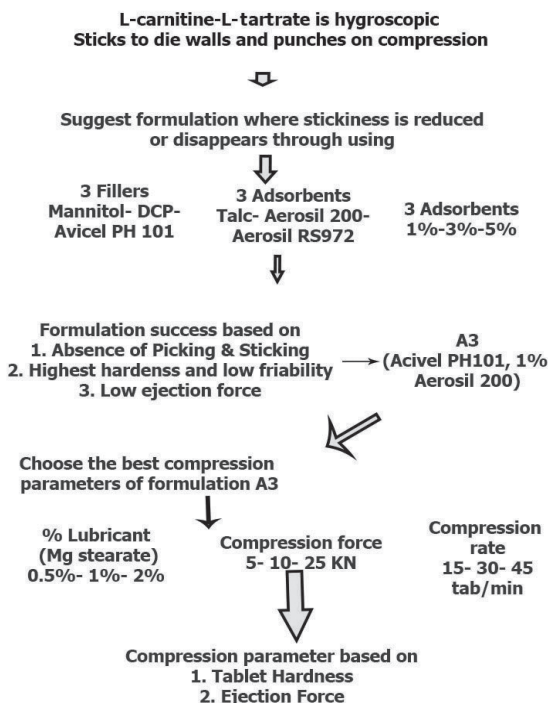 L-carnitine-L-tartrate is hygroscopic
Sticks to die walls and punches on compression
Suggest formulation where stickiness is reduced
or disappears through using
3 Fillers
Mannitol- DCP-
Avicel PH 101
3 Adsorbents
Talc- Aerosil 200-
Aerosil RS972
3 Adsorbents
1%-3%-5%
Formulation success based on
1. Absence of Picking & Sticking
2. Highest hardenss and low friability
3. Low ejection force
A3
(Acivel PH101, 1%
Aerosil 200)
Choose the best compression
parameters of formulation A3
% Lubricant
(Mg stearate)
0.5%- 1%- 2%
Compression force
5- 10- 25 KN
Compression
rate
15- 30- 45
tab/min
Compression parameter based on
1. Tablet Hardness
2. Ejection Force